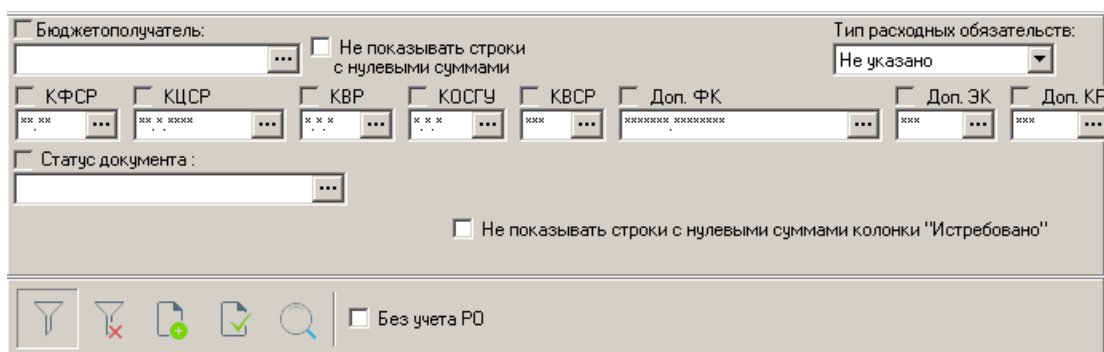 Бюджетополучатель: Тип расходных обязательств:
... Не показывать строки с нулевыми суммами Не указано
КФСР КЦСР КВР КОСГУ КВСР Доп. ФК Доп. ЭК Доп. КР
**.** ... **.*.**** ... *.*.* ... *.*.* ... *** ... *******.******** ... *** ... *** ...
Статус документа :
...
Не показывать строки с нулевыми суммами колонки "Истребовано"
Без учета РО